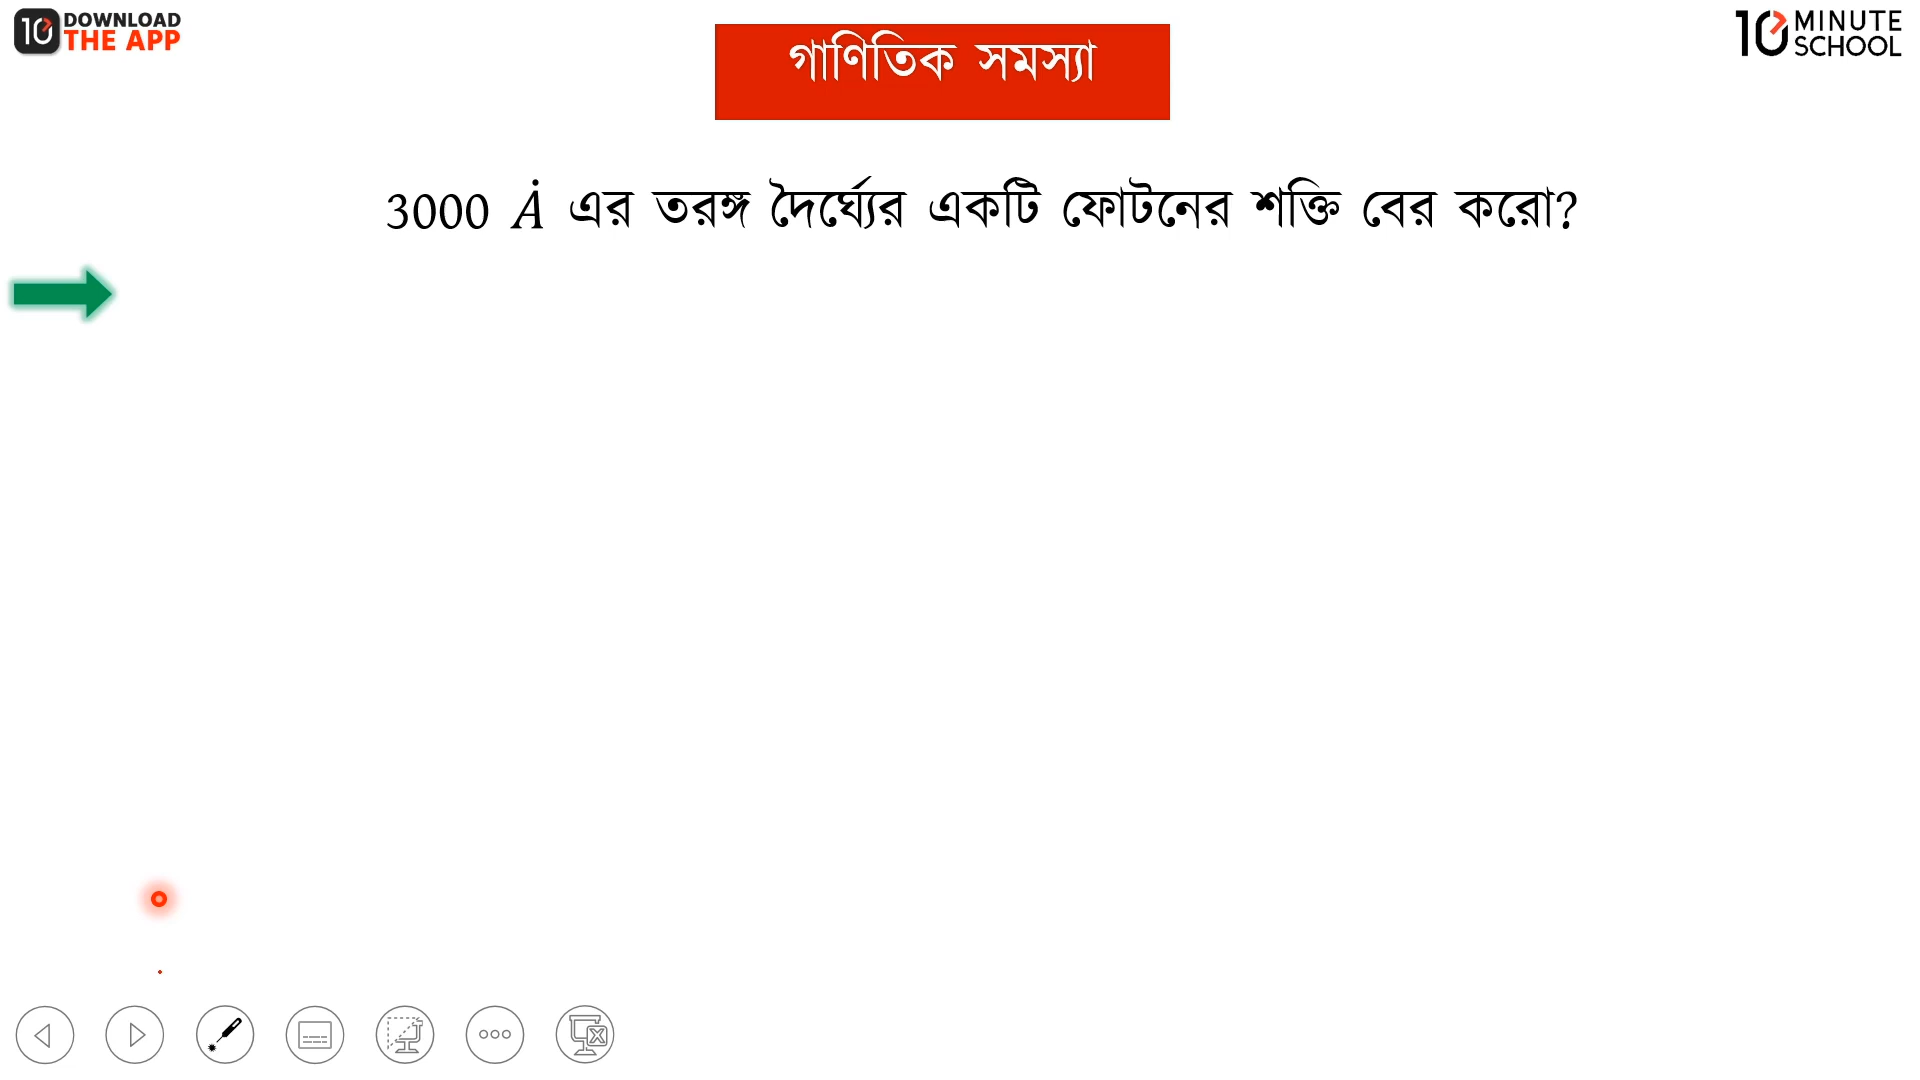 DOWNLOAD
THE APP
10 MINUTE
SCHOOL
গাণিতিক সমস্যা
3000 Ȧ এর তরঙ্গ দৈর্ঘ্যের একটি ফোটনের শক্তি বের করো?